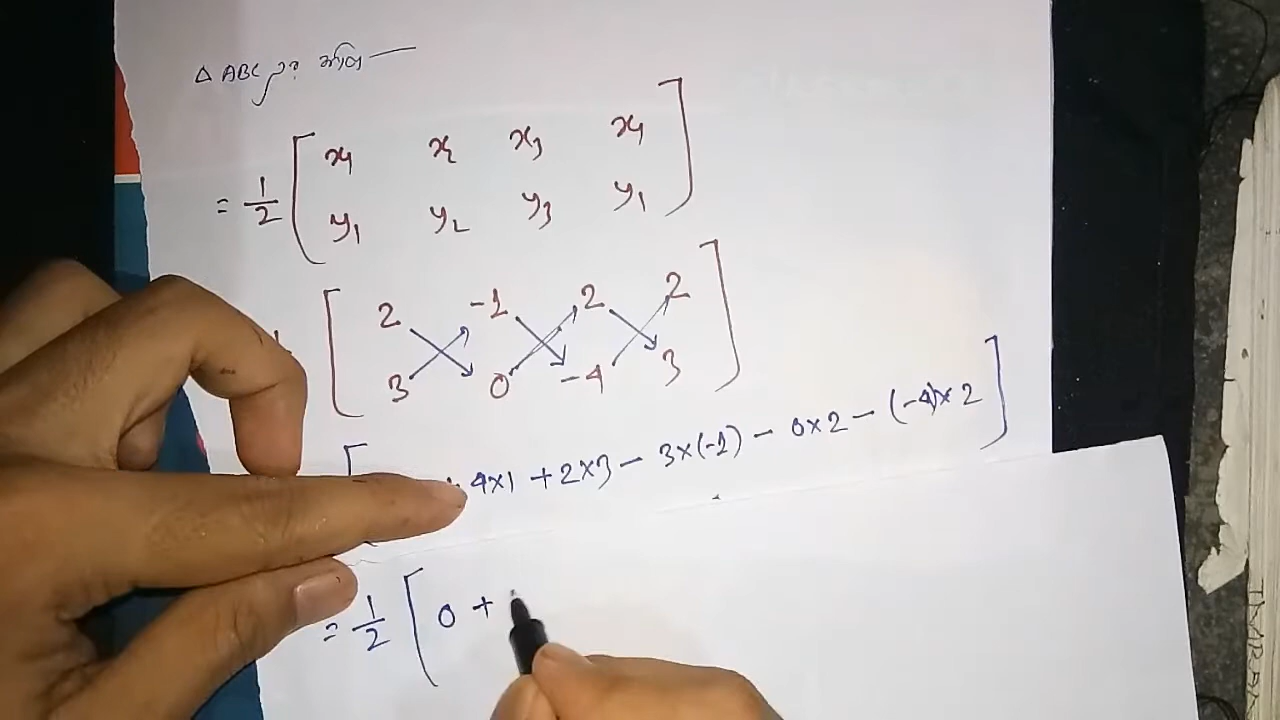 Δ ABC এর ক্ষেত্রফল
= 1/2 [ x₁ x₂ x₃ x₁
y₁ y₂ y₃ y₁ ]
[ 2 -1 2 2
3 0 -4 3 ]
[ 4×1 + 2×3 - 3×(-1) - 0×2 - (-4)×2 ]
= 1/2 [ 0 +
IMRAN